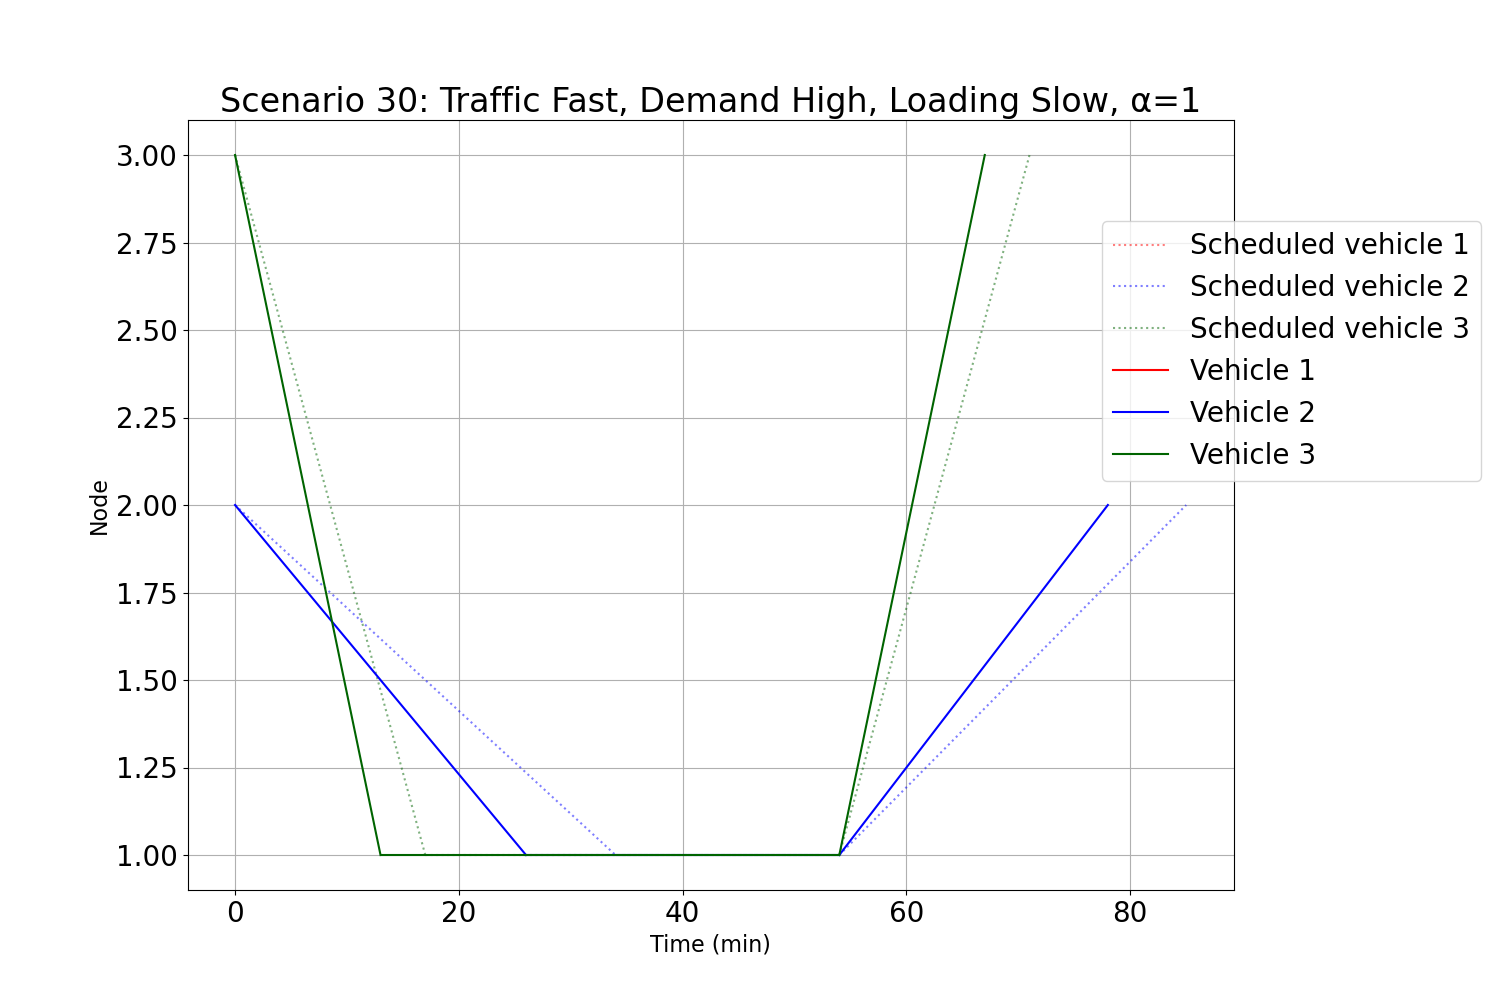 Scenario 30: Traffic Fast, Demand High, Loading Slow, α=1
3.00
2.75
2.50
2.25
2.00
1.75
1.50
1.25
1.00
Node
0 20 40 60 80
Time (min)
Scheduled vehicle 1
Scheduled vehicle 2
Scheduled vehicle 3
Vehicle 1
Vehicle 2
Vehicle 3